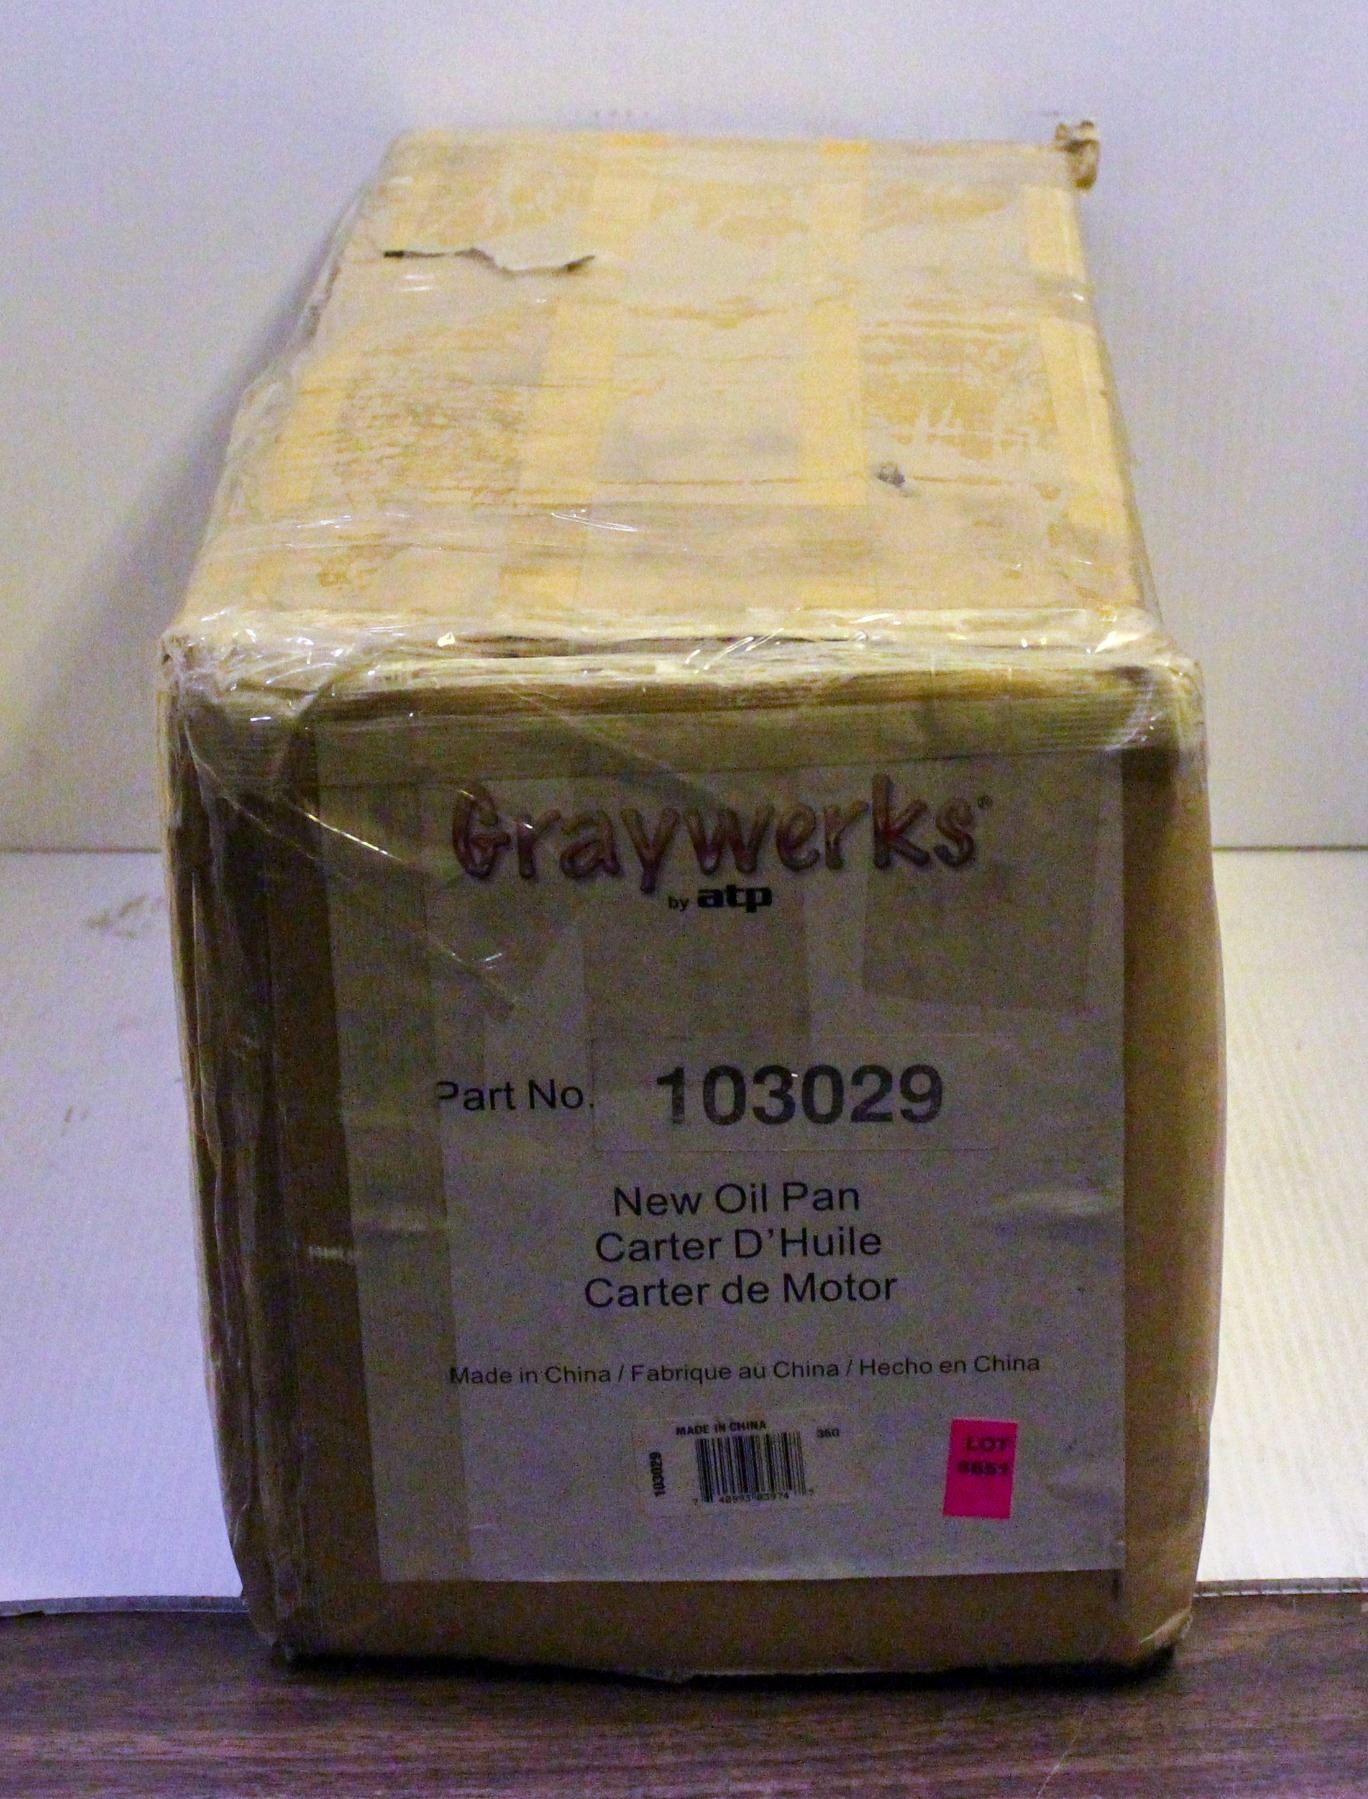 Graywerks®
by atp
Part No. 103029
New Oil Pan
Carter D'Huile
Carter de Motor
Made in China / Fabrique au China / Hecho en China
MADE IN CHINA
360
103029
LOT